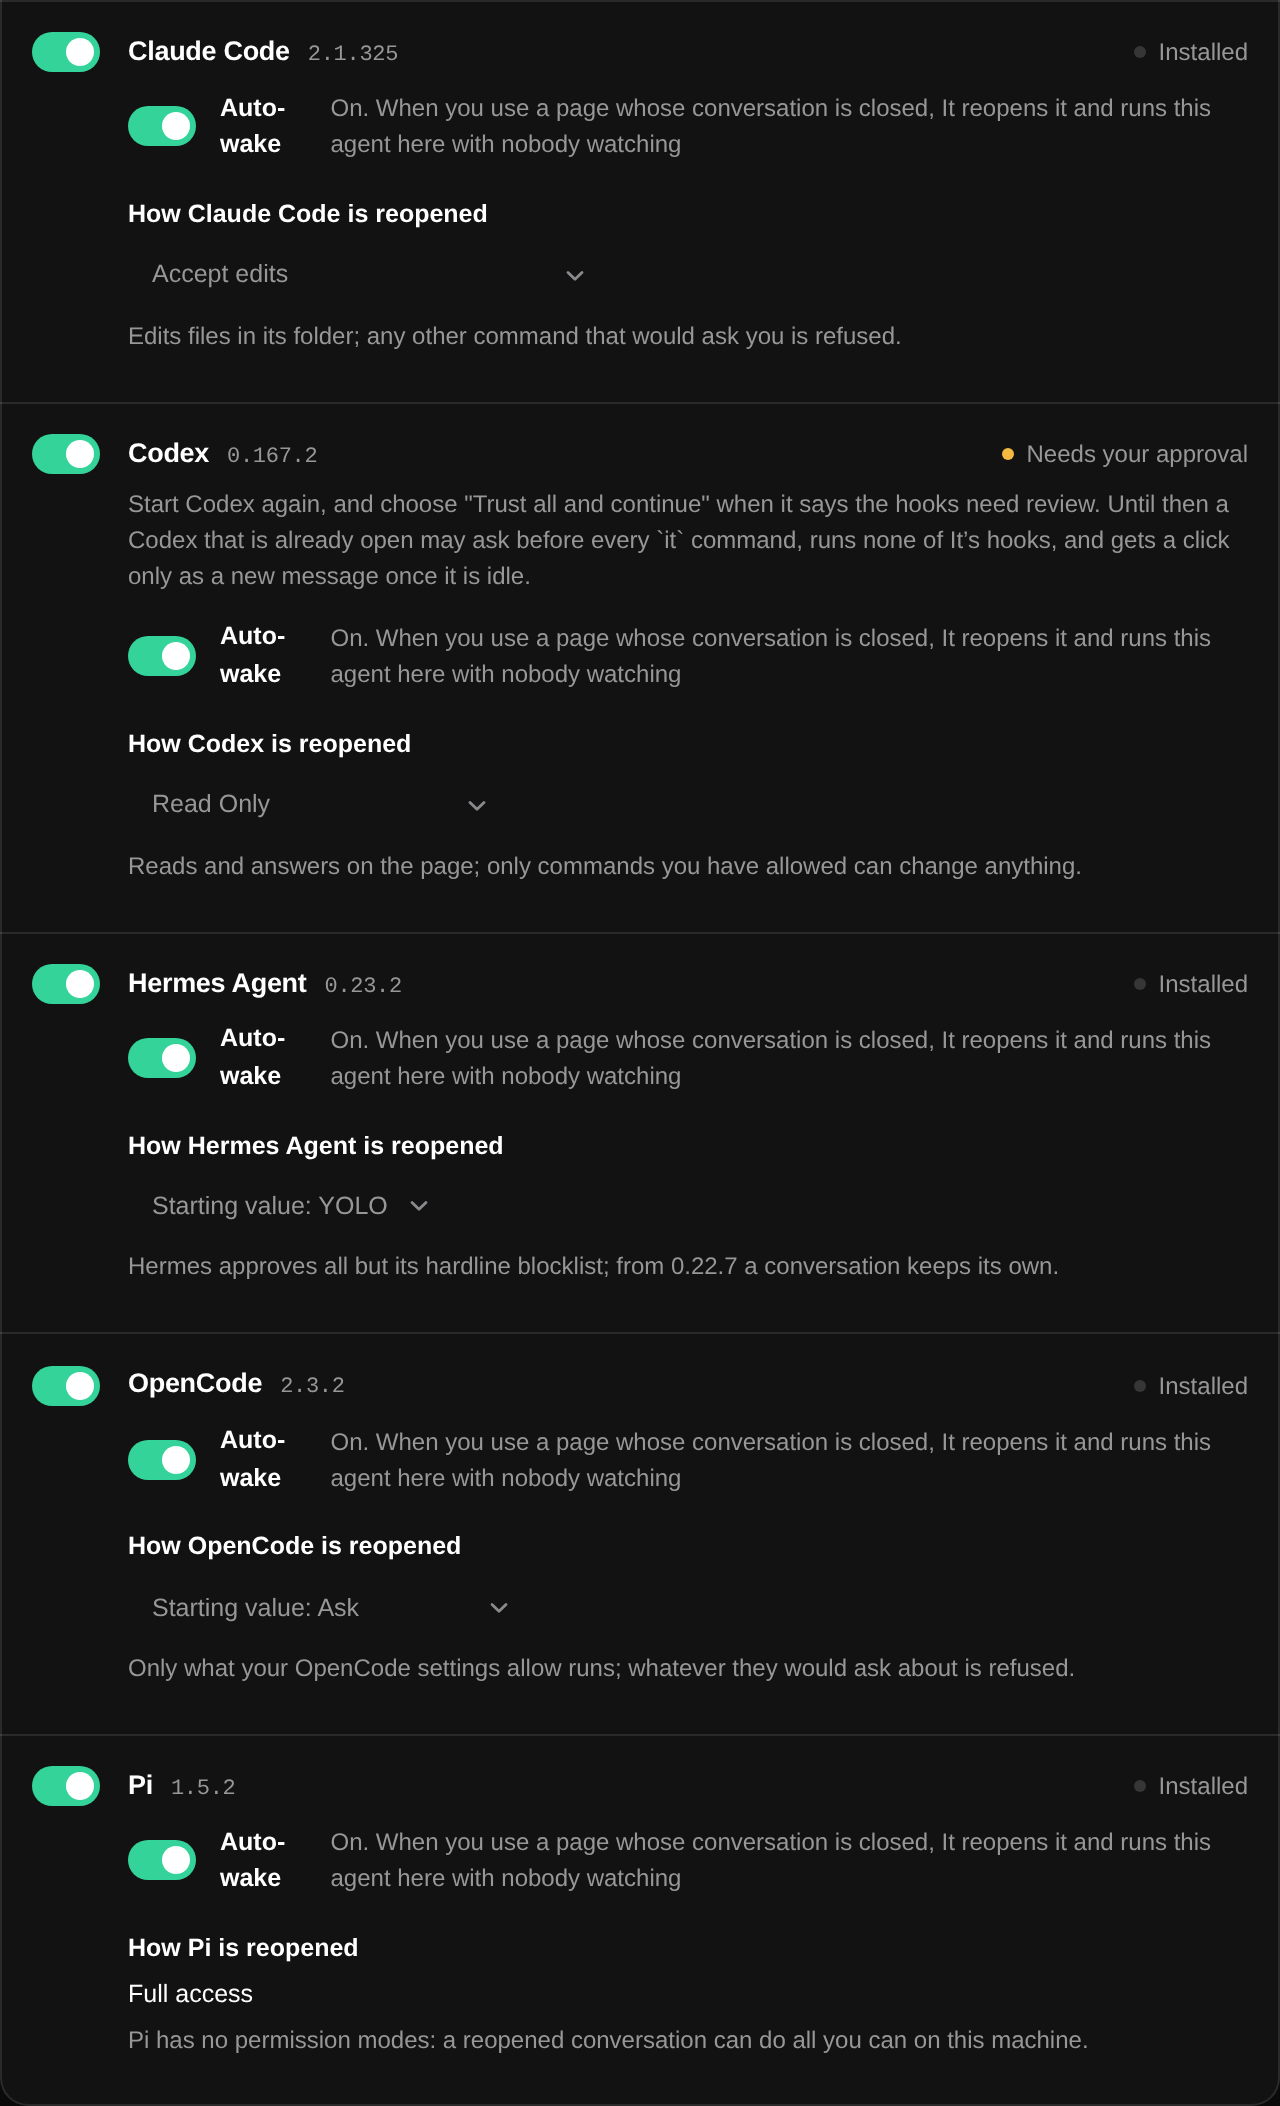 Claude Code 2.1.325 Installed
Auto- On. When you use a page whose conversation is closed, It reopens it and runs this
wake agent here with nobody watching
How Claude Code is reopened
Accept edits
Edits files in its folder; any other command that would ask you is refused.
Codex 0.167.2 Needs your approval
Start Codex again, and choose "Trust all and continue" when it says the hooks need review. Until then a
Codex that is already open may ask before every `it` command, runs none of It’s hooks, and gets a click
only as a new message once it is idle.
Auto- On. When you use a page whose conversation is closed, It reopens it and runs this
wake agent here with nobody watching
How Codex is reopened
Read Only
Reads and answers on the page; only commands you have allowed can change anything.
Hermes Agent 0.23.2 Installed
Auto- On. When you use a page whose conversation is closed, It reopens it and runs this
wake agent here with nobody watching
How Hermes Agent is reopened
Starting value: YOLO
Hermes approves all but its hardline blocklist; from 0.22.7 a conversation keeps its own.
OpenCode 2.3.2 Installed
Auto- On. When you use a page whose conversation is closed, It reopens it and runs this
wake agent here with nobody watching
How OpenCode is reopened
Starting value: Ask
Only what your OpenCode settings allow runs; whatever they would ask about is refused.
Pi 1.5.2 Installed
Auto- On. When you use a page whose conversation is closed, It reopens it and runs this
wake agent here with nobody watching
How Pi is reopened
Full access
Pi has no permission modes: a reopened conversation can do all you can on this machine.